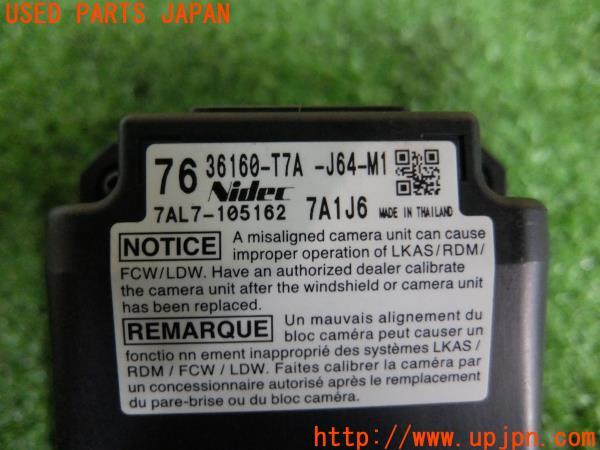 USED PARTS JAPAN
76 36160-T7A -J64-M1
Nidec
7AL7-105162 7A1J6 MADE IN THAILAND
NOTICE A misaligned camera unit can cause
improper operation of LKAS/RDM/
FCW/LDW. Have an authorized dealer calibrate
the camera unit after the windshield or camera unit
has been replaced.
REMARQUE Un mauvais alignement du
bloc caméra peut causer un
fonctio nn ement inapproprié des systèmes LKAS /
RDM / FCW / LDW. Faites calibrer la caméra par
un concessionnaire autorisé après le remplacement
du pare-brise ou du bloc caméra.
http://www.upjpn.com/